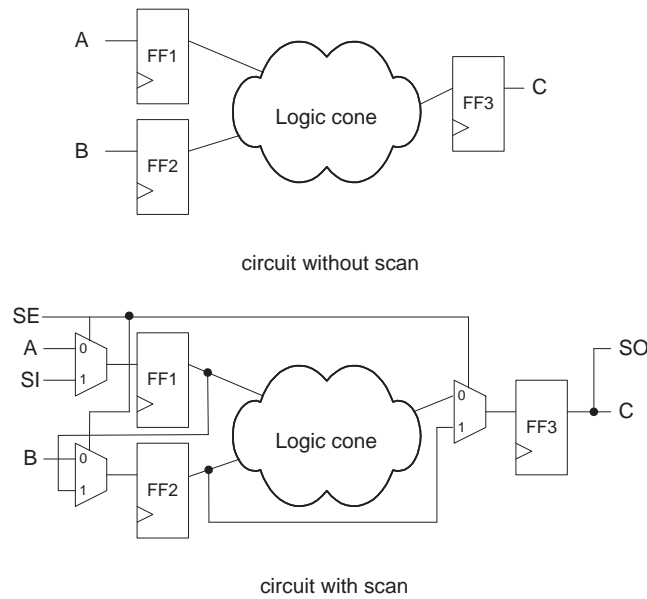 A
FF1
Logic cone
FF3
C
B
FF2
circuit without scan
SE
A
0
SI
1
FF1
SO
Logic cone
0
1
FF3
C
B
0
1
FF2
circuit with scan